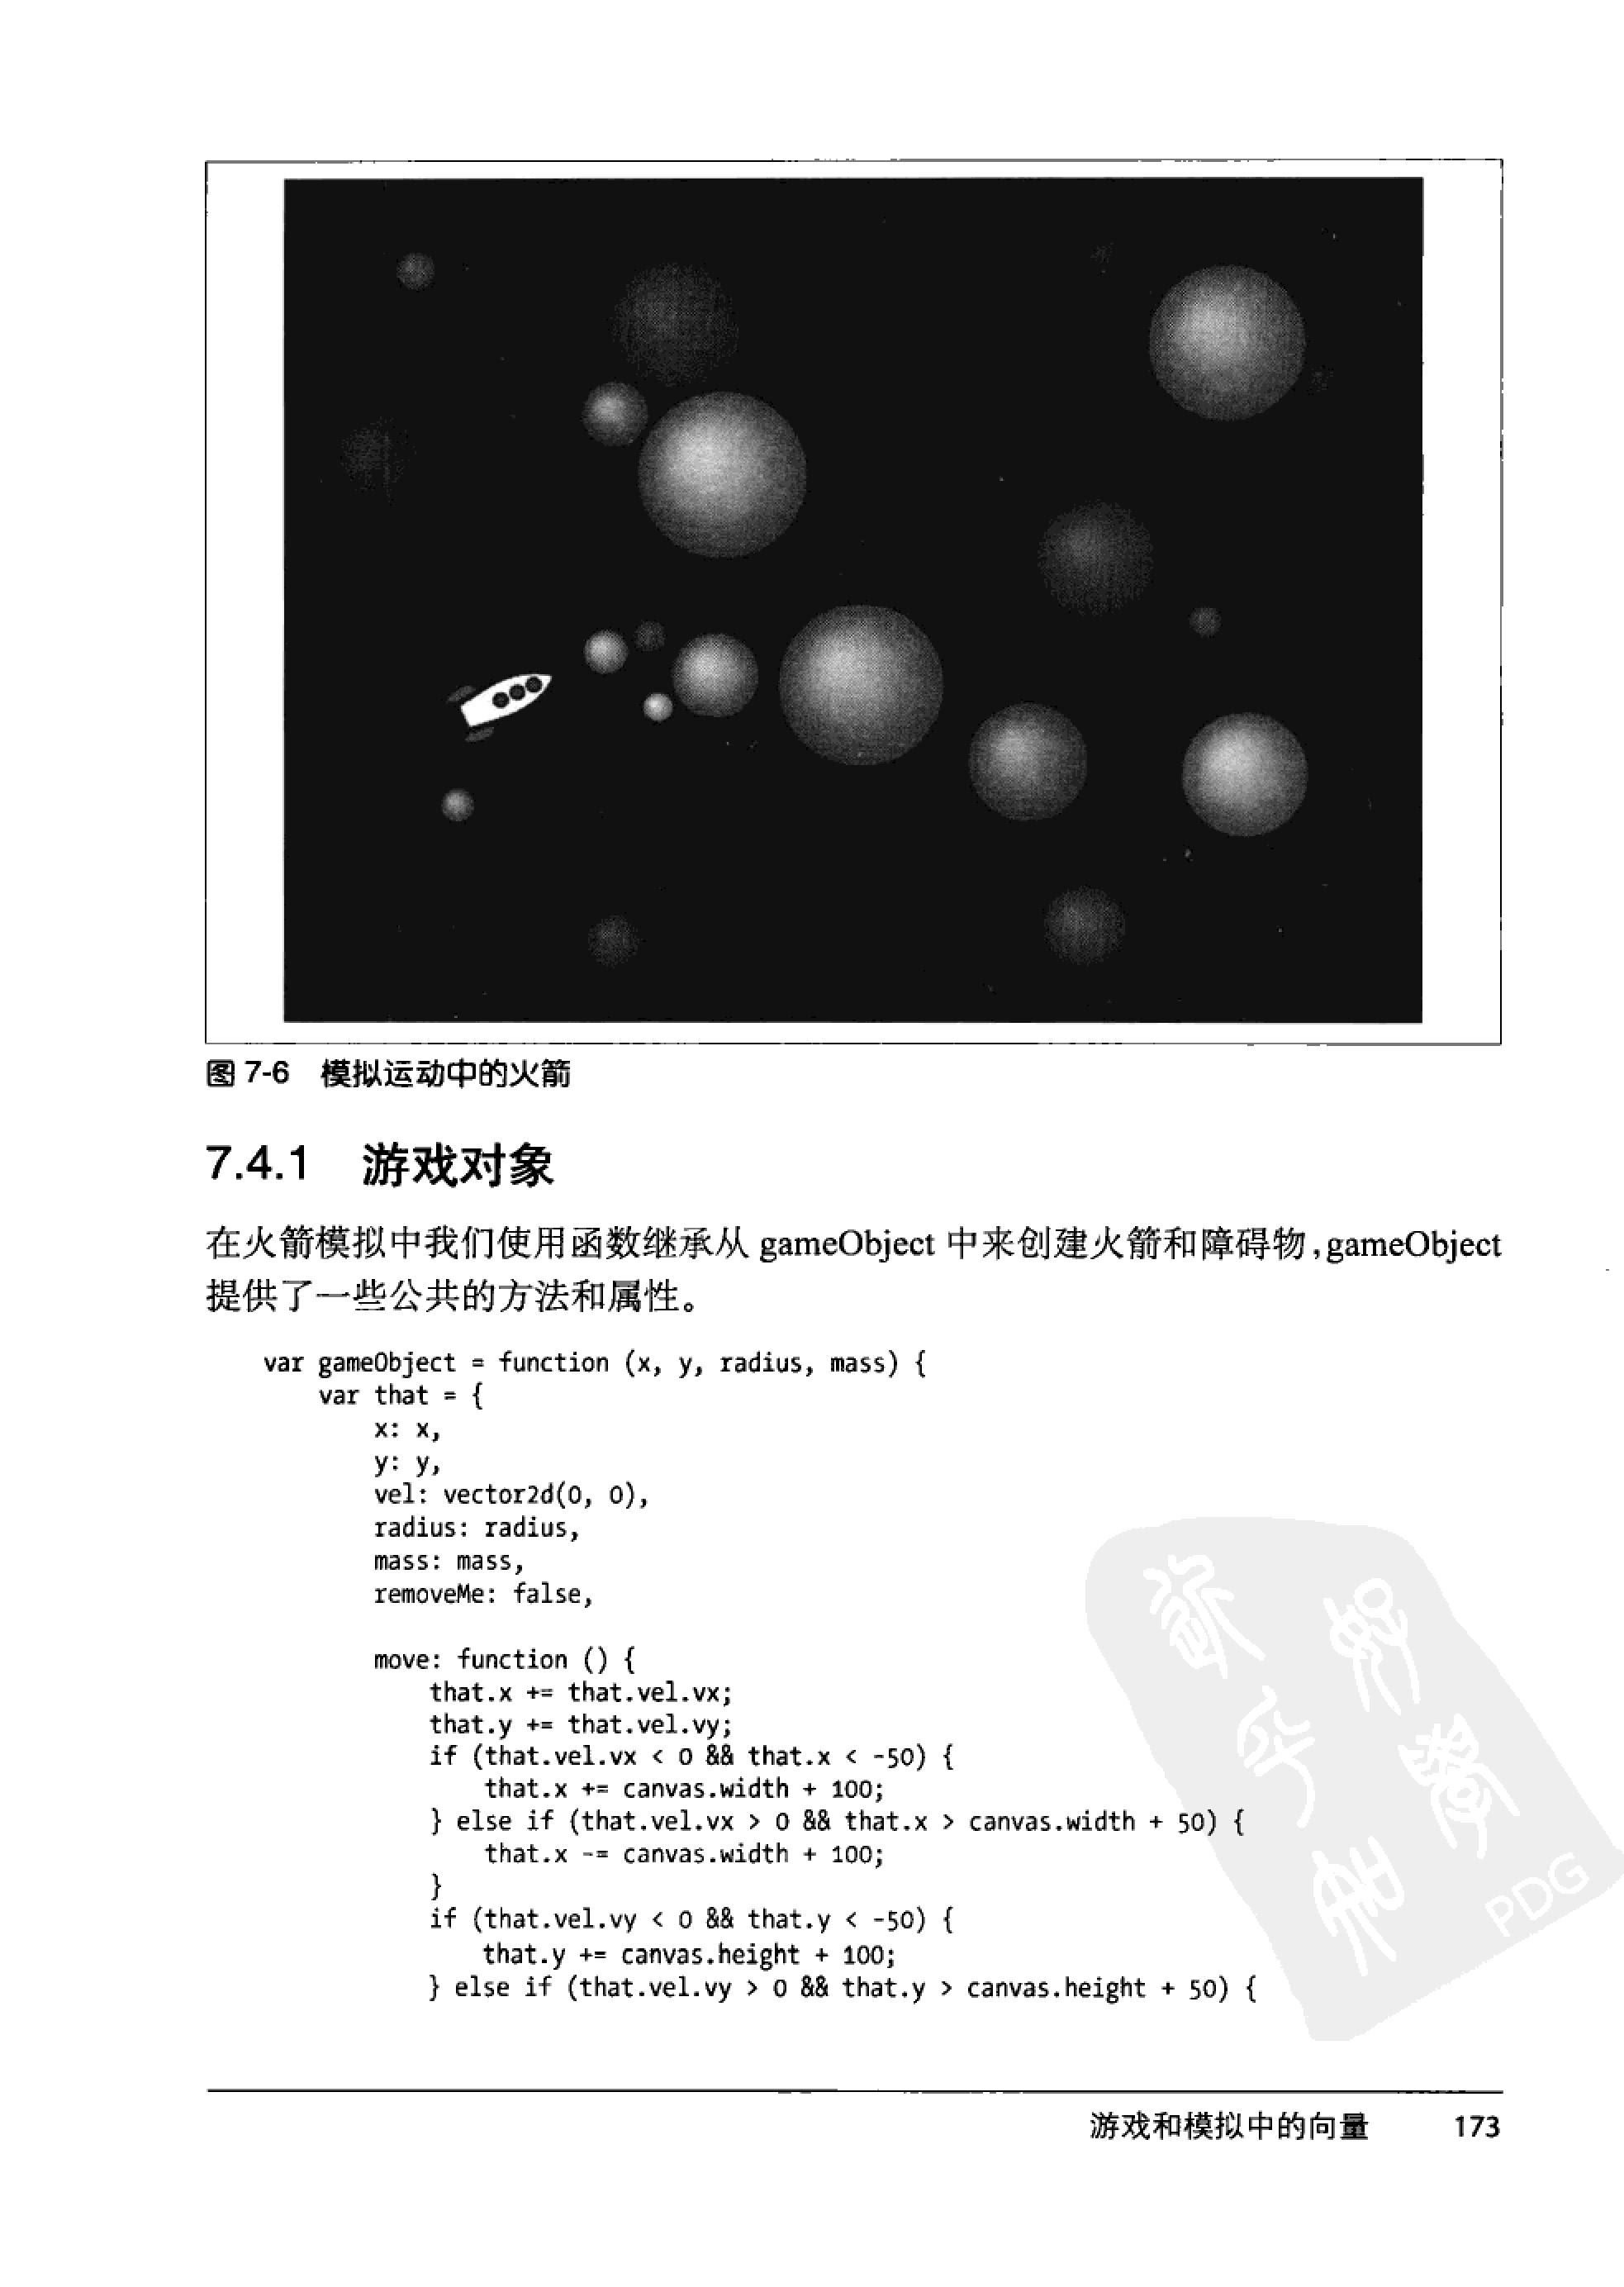 图 7-6 模拟运动中的火箭
7.4.1 游戏对象
在火箭模拟中我们使用函数继承从 gameObject 中来创建火箭和障碍物,gameObject
提供了一些公共的方法和属性。
var gameObject = function (x, y, radius, mass) {
    var that = {
        x: x,
        y: y,
        vel: vector2d(0, 0),
        radius: radius,
        mass: mass,
        removeMe: false,
        move: function () {
            that.x += that.vel.vx;
            that.y += that.vel.vy;
            if (that.vel.vx < 0 && that.x < -50) {
                that.x += canvas.width + 100;
            } else if (that.vel.vx > 0 && that.x > canvas.width + 50) {
                that.x -= canvas.width + 100;
            }
            if (that.vel.vy < 0 && that.y < -50) {
                that.y += canvas.height + 100;
            } else if (that.vel.vy > 0 && that.y > canvas.height + 50) {
PDG
游戏和模拟中的向量 173